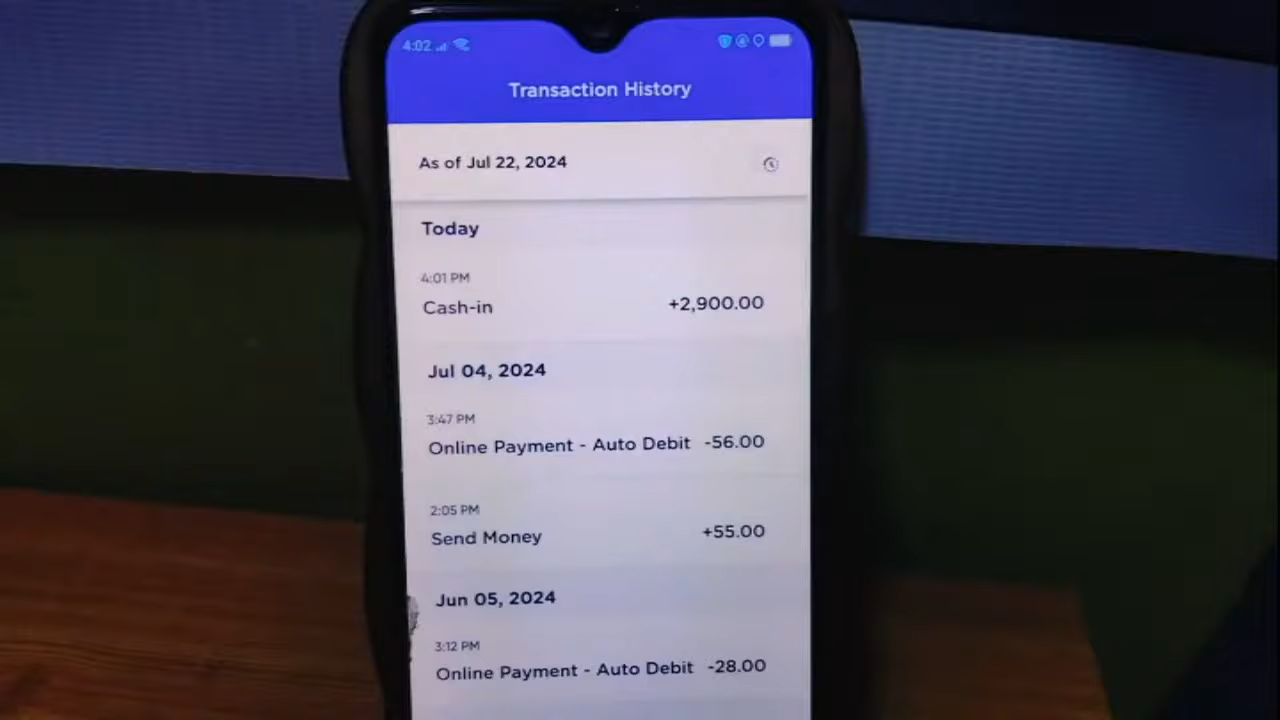 4:02
Transaction History
As of Jul 22, 2024
Today
4:01 PM
Cash-in +2,900.00
Jul 04, 2024
3:47 PM
Online Payment - Auto Debit -56.00
2:05 PM
Send Money +55.00
Jun 05, 2024
3:12 PM
Online Payment - Auto Debit -28.00